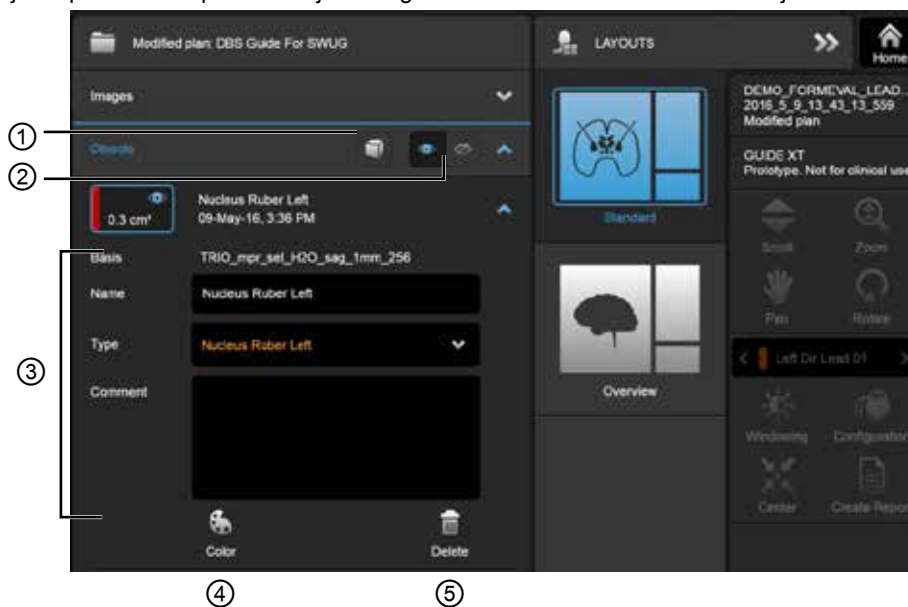 Modified plan: DBS Guide For SWUG
Images
Objects
0.3 cm³
Nucleus Ruber Left
09-May-16, 3:36 PM
Basis
TRIO_mpr_sel_H2O_sag_1mm_256
Name
Nucleus Ruber Left
Type
Nucleus Ruber Left
Comment
Color
Delete
LAYOUTS
Standard
Overview
Home
DEMO_FORMEVAL_LEAD...
2016_5_9_13_43_13_559
Modified plan
GUIDE XT
Prototype. Not for clinical use
Scroll
Zoom
Pan
Rotate
Left Dir Lead 01
Windowing
Configuration
Center
Create Report
①
②
③
④
⑤